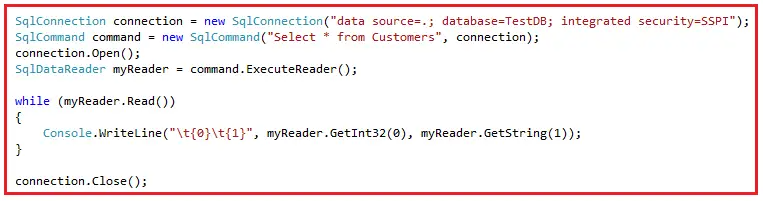 SqlConnection connection = new SqlConnection("data source=.; database=TestDB; integrated security=SSPI");
SqlCommand command = new SqlCommand("Select * from Customers", connection);
connection.Open();
SqlDataReader myReader = command.ExecuteReader();

while (myReader.Read())
{
    Console.WriteLine("\t{0}\t{1}", myReader.GetInt32(0), myReader.GetString(1));
}

connection.Close();